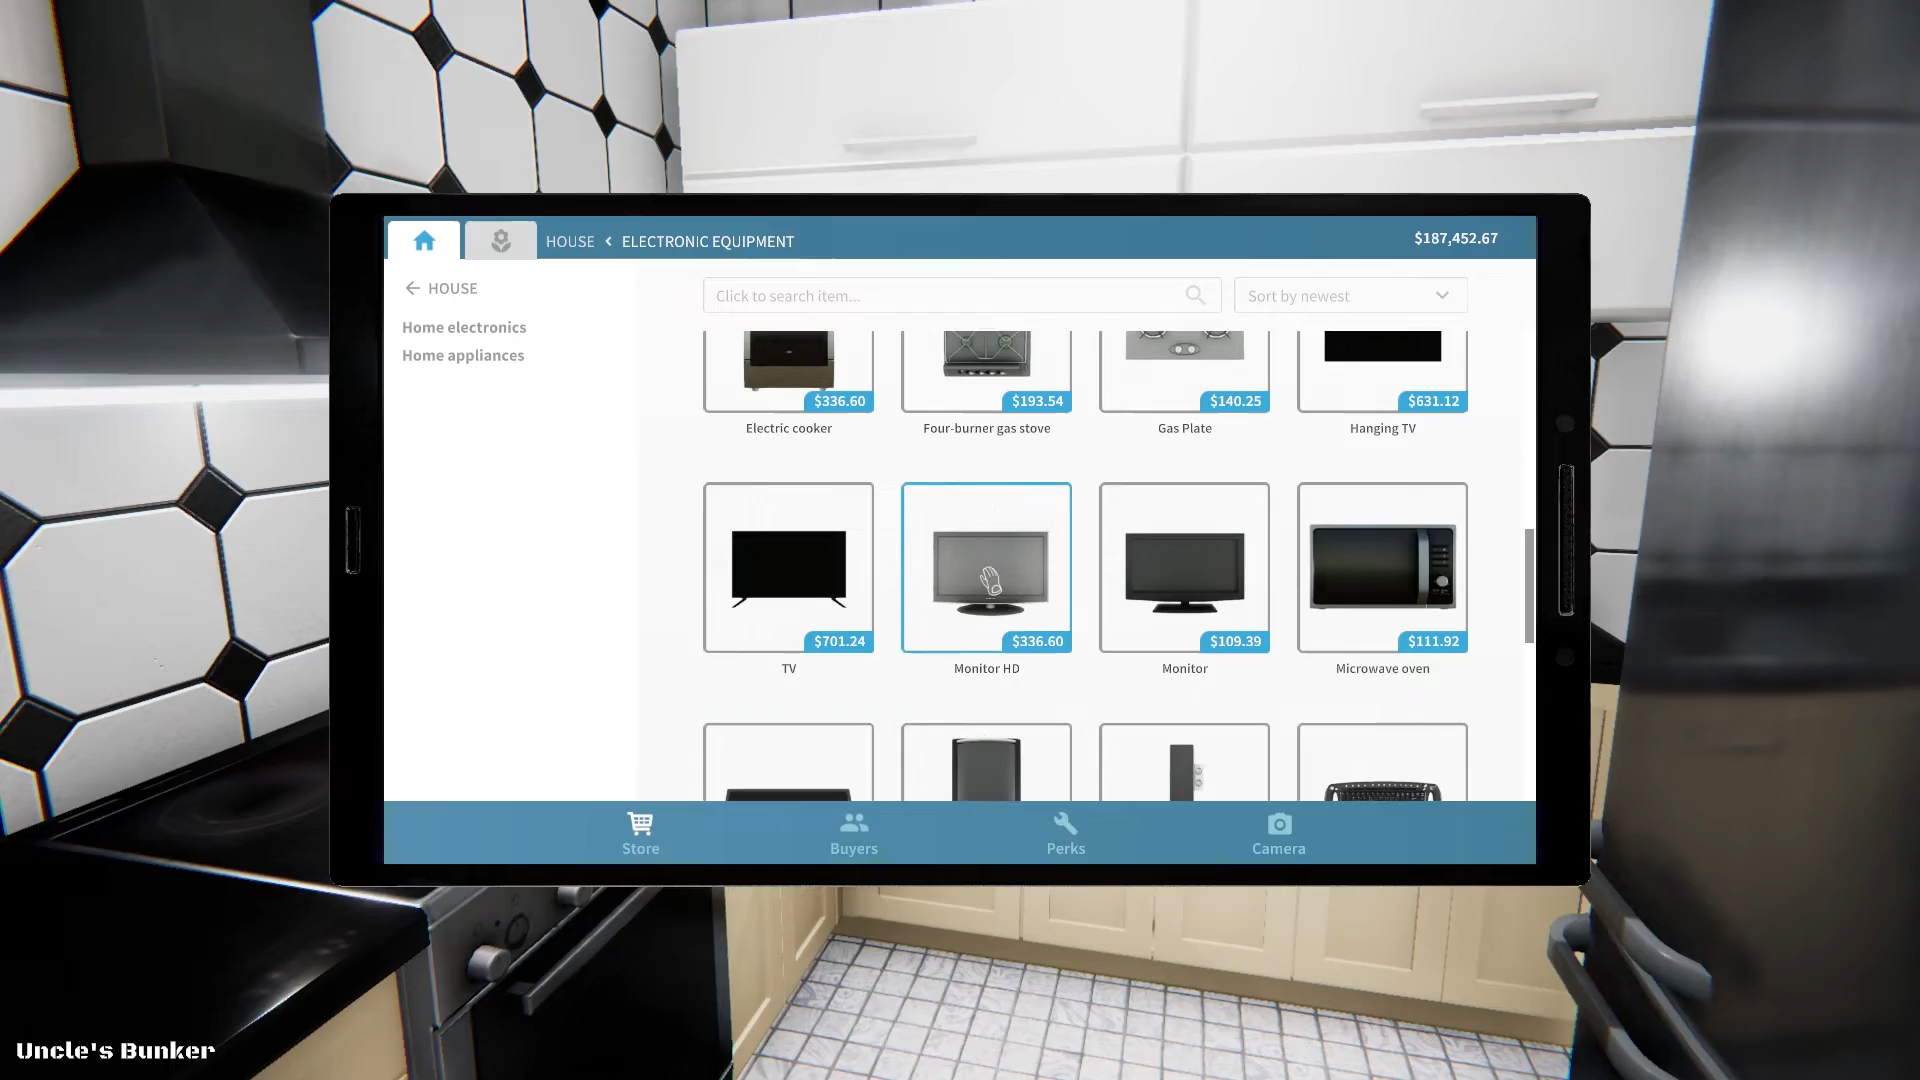 HOUSE < ELECTRONIC EQUIPMENT
$187,452.67
← HOUSE
Home electronics
Home appliances
Click to search item...
Sort by newest
$336.60
$193.54
$140.25
$631.12
Electric cooker
Four-burner gas stove
Gas Plate
Hanging TV
$701.24
$336.60
$109.39
$111.92
TV
Monitor HD
Monitor
Microwave oven
Store
Buyers
Perks
Camera
Uncle's Bunker